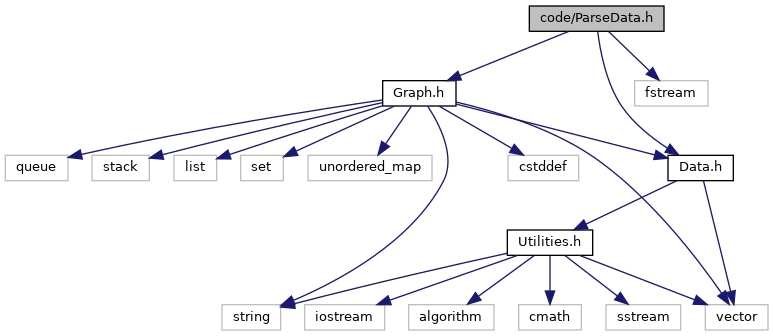 code/ParseData.h
Graph.h
fstream
queue
stack
list
set
unordered_map
cstddef
Data.h
Utilities.h
string
iostream
algorithm
cmath
sstream
vector